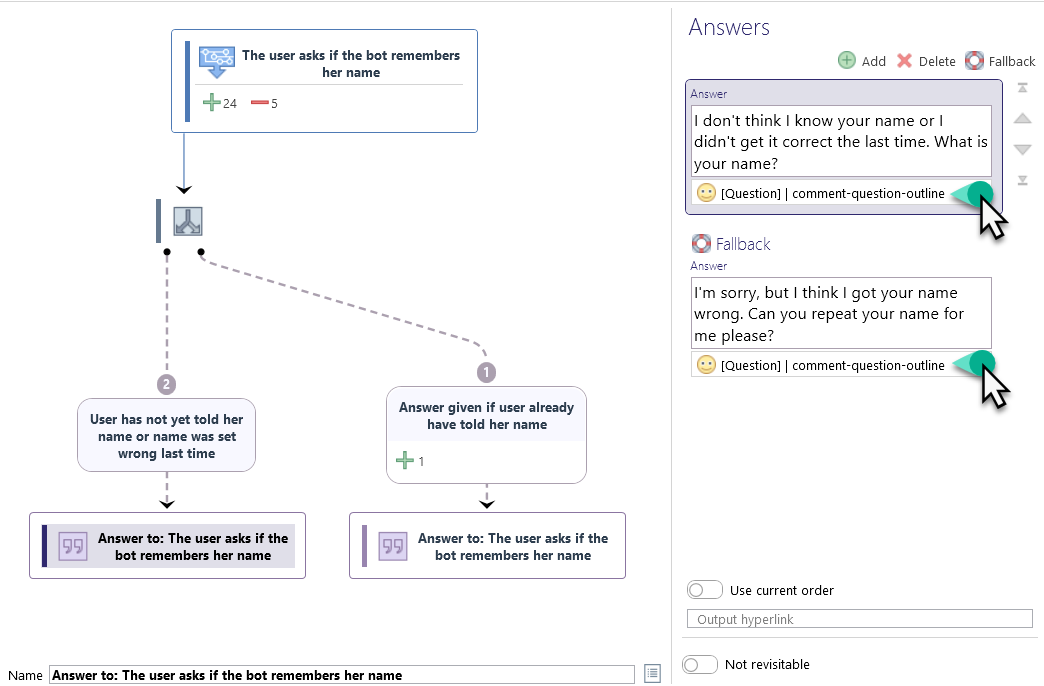 The user asks if the bot remembers
her name
24
5
2
1
User has not yet told her
name or name was set
wrong last time
Answer given if user already
have told her name
1
Answer to: The user asks if the
bot remembers her name
Answer to: The user asks if the
bot remembers her name
Name
Answer to: The user asks if the bot remembers her name
Answers
Add
Delete
Fallback
Answer
I don't think I know your name or I
didn't get it correct the last time. What is
your name?
[Question] | comment-question-outline
Fallback
Answer
I'm sorry, but I think I got your name
wrong. Can you repeat your name for
me please?
[Question] | comment-question-outline
Use current order
Output hyperlink
Not revisitable